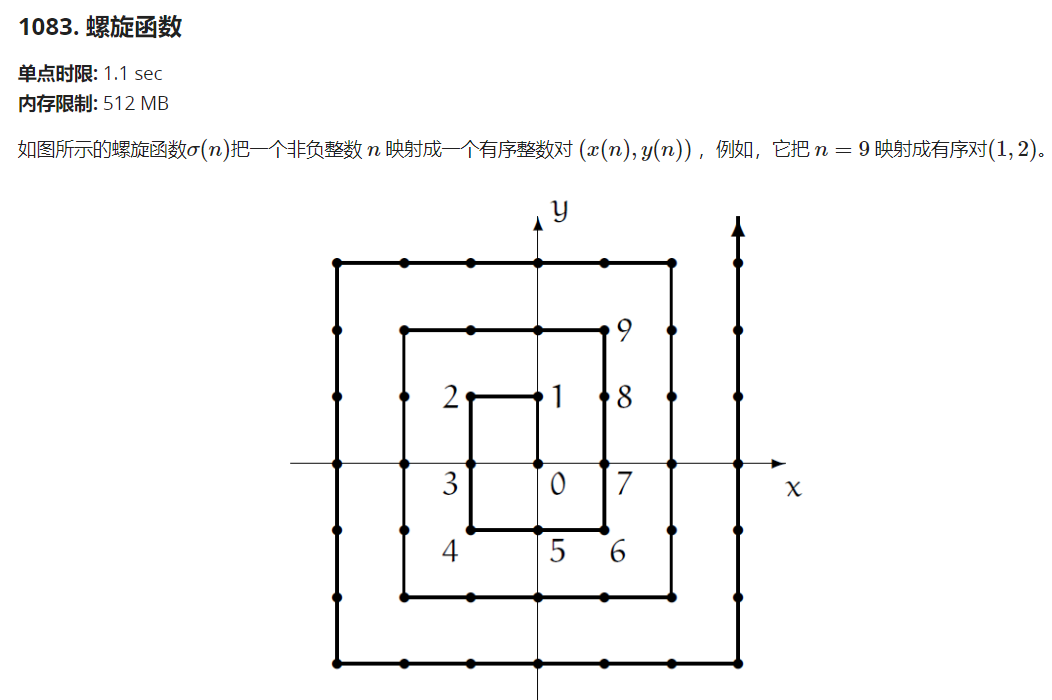 1083. 螺旋函数
单点时限: 1.1 sec
内存限制: 512 MB
如图所示的螺旋函数σ(n)把一个非负整数 n 映射成一个有序整数对 (x(n), y(n)) ，例如，它把 n = 9 映射成有序对(1, 2)。
y
9
2 1 8
3 0 7 x
4 5 6